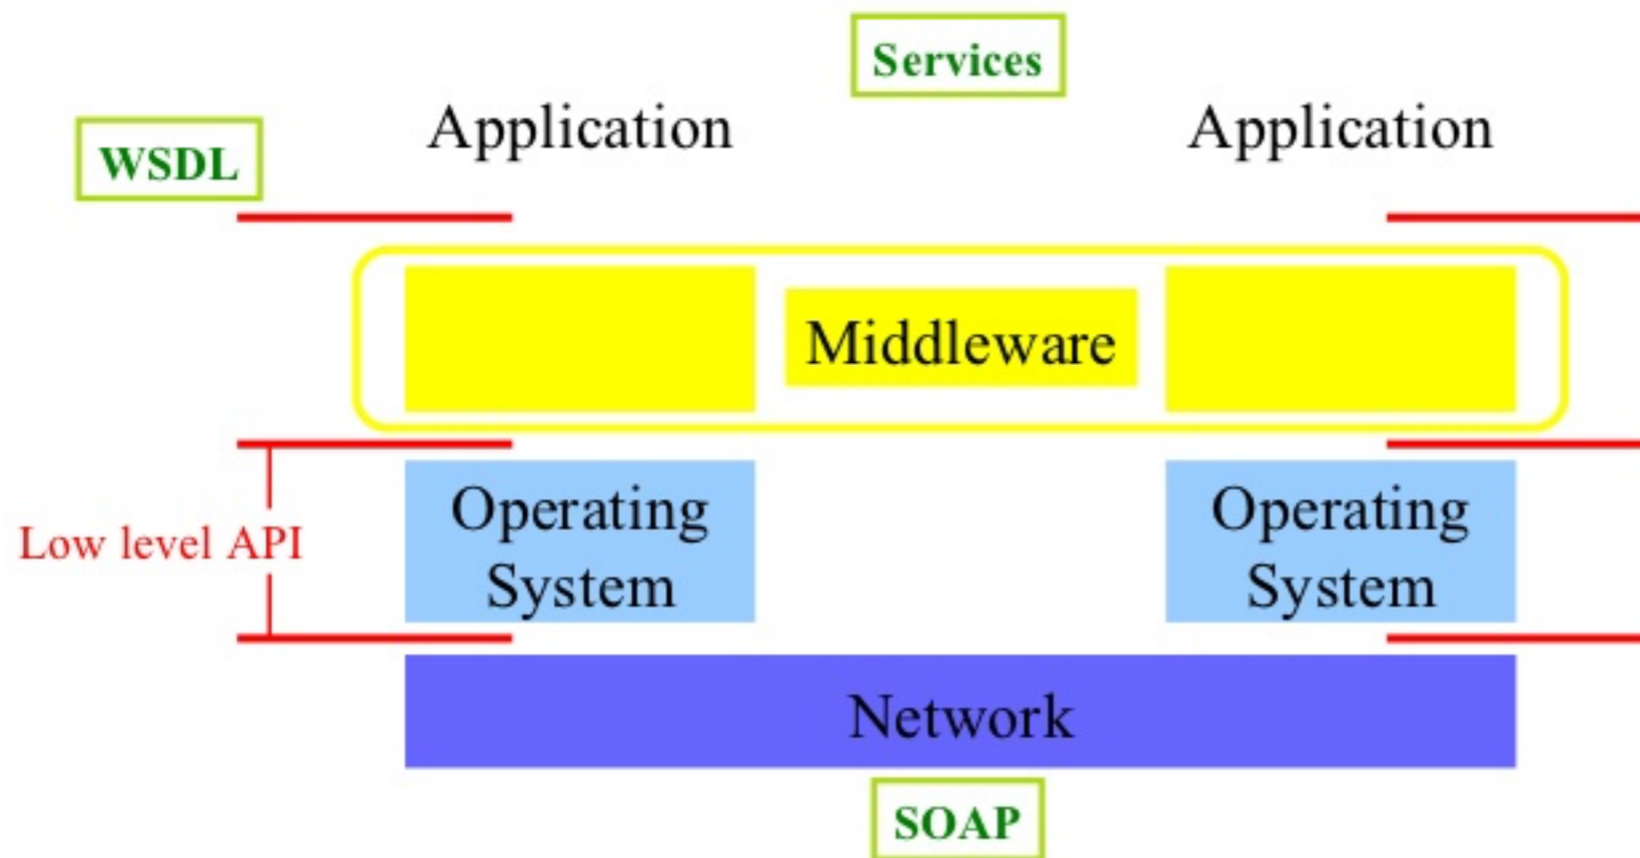 Services
Application
Application
WSDL
Middleware
Operating
System
Operating
System
Low level API
Network
SOAP